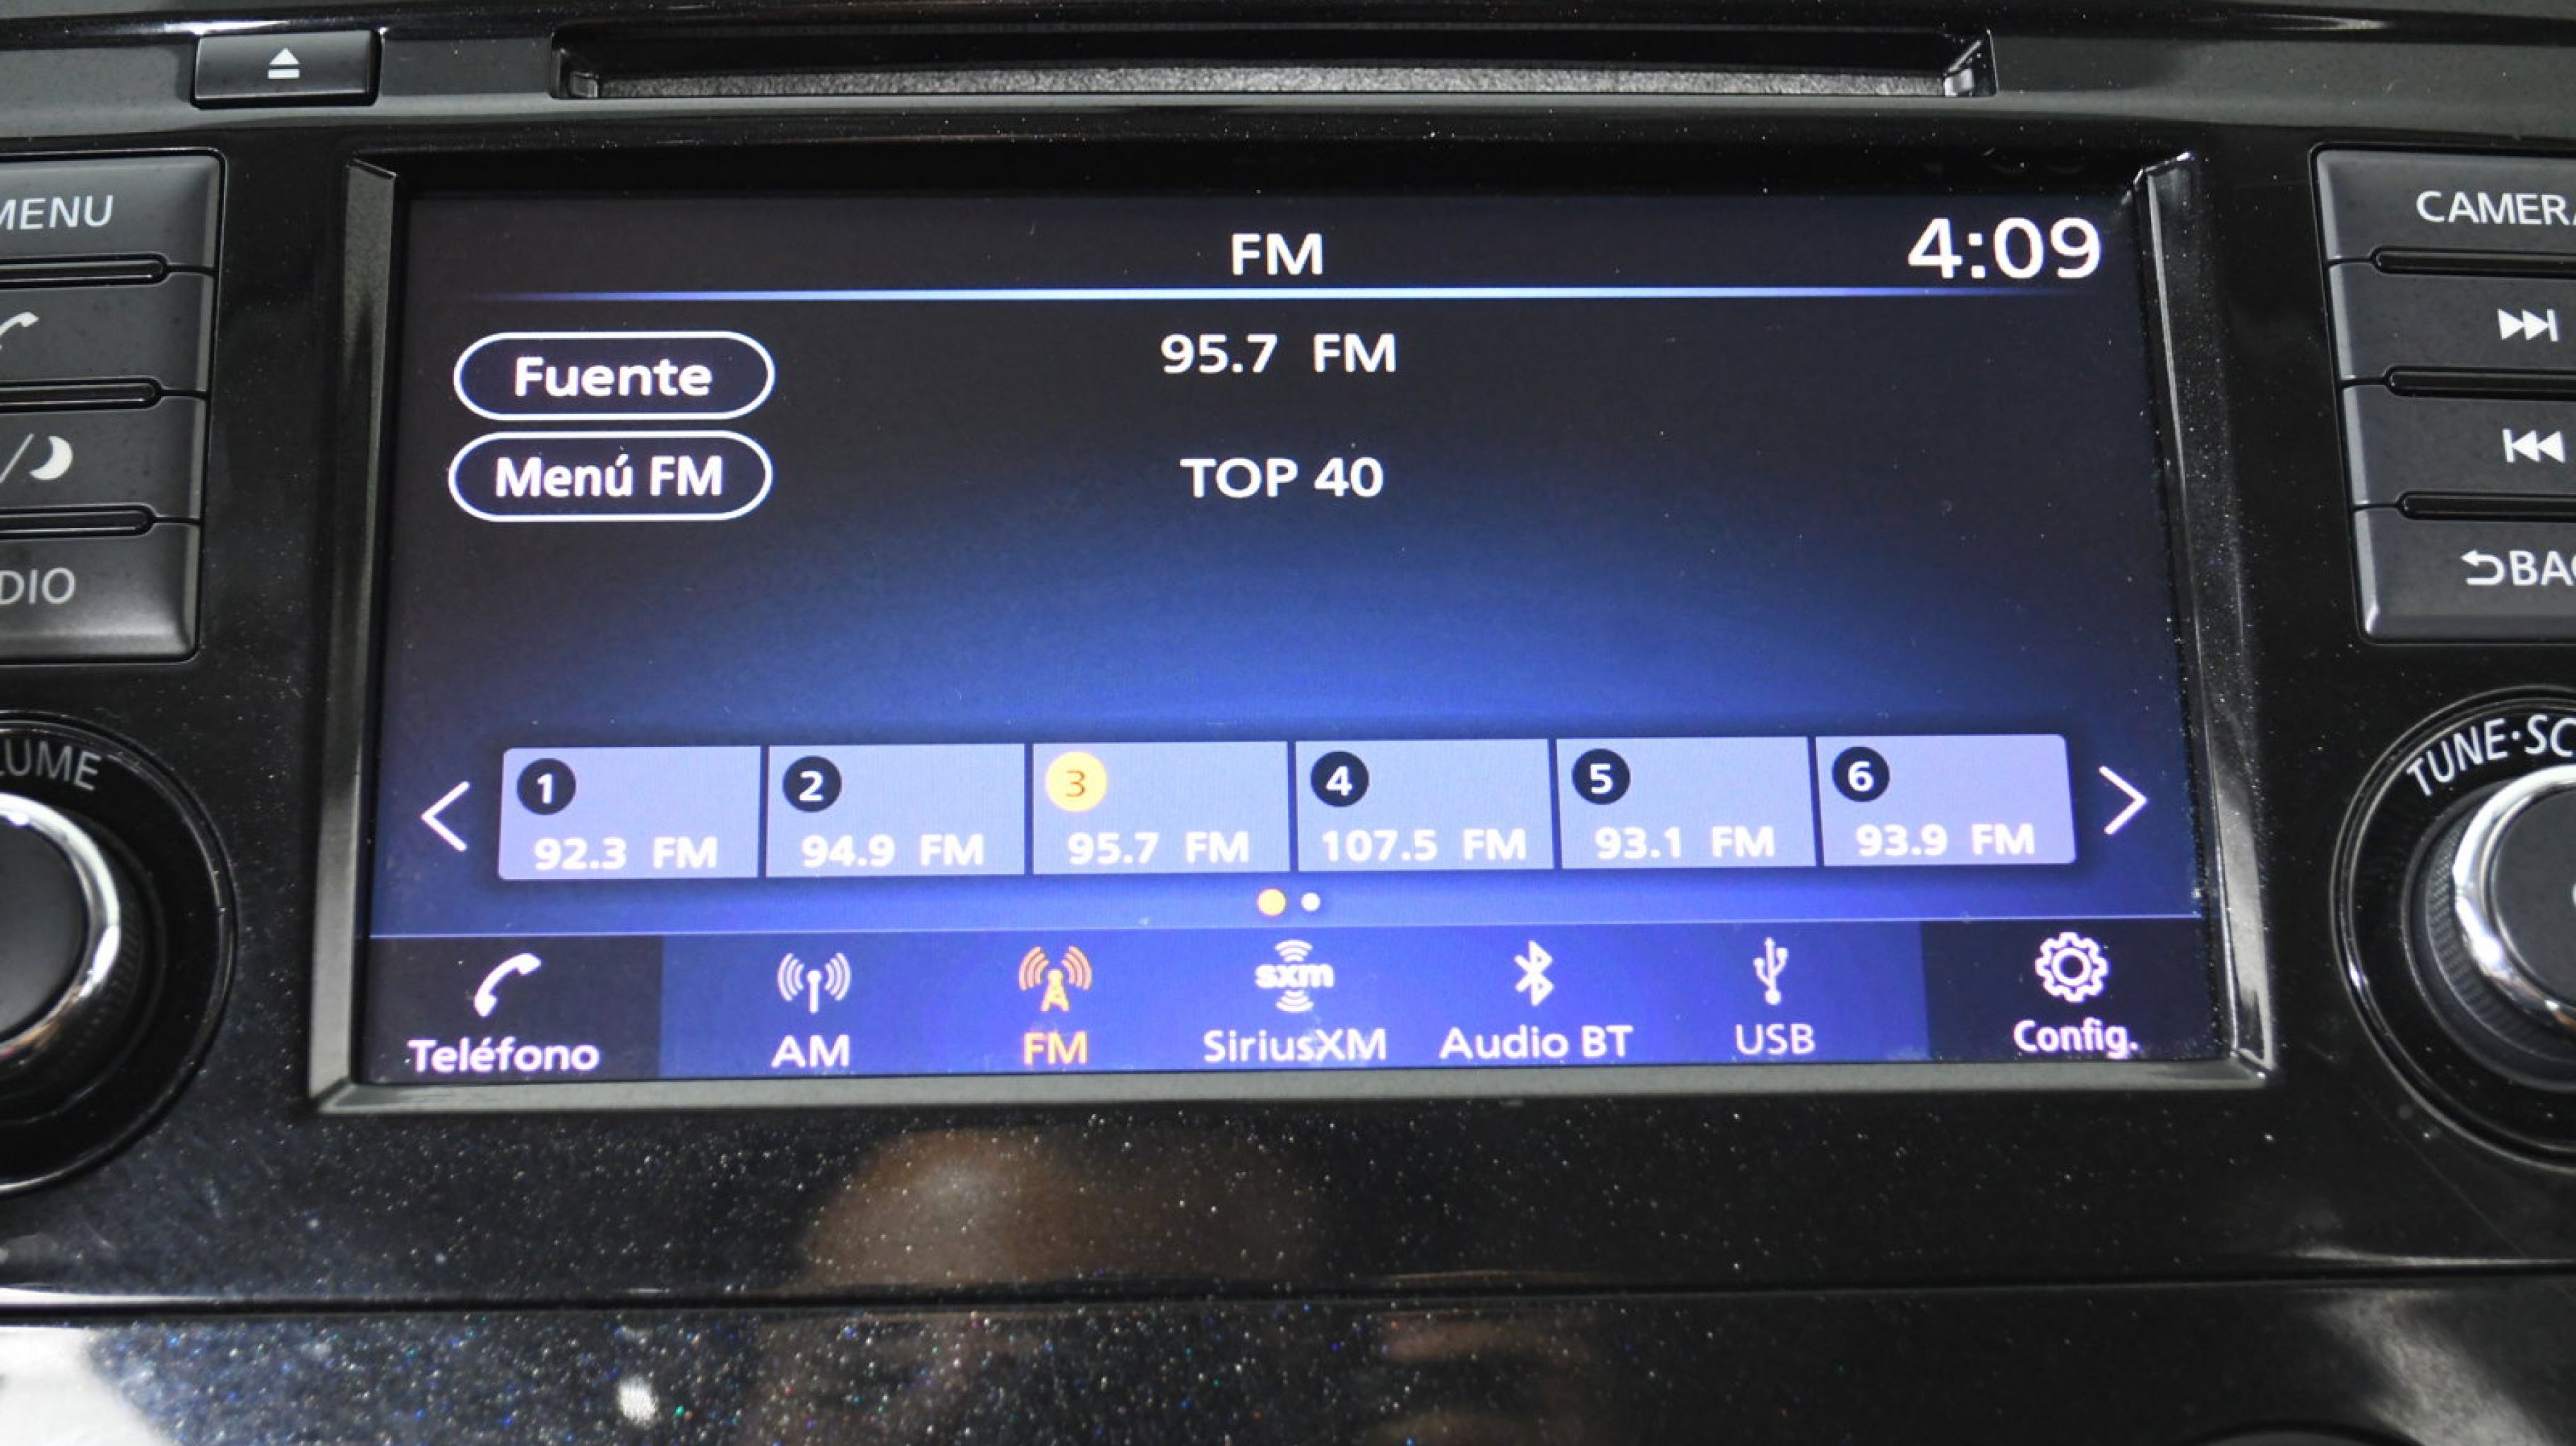 MENU
CAMERA
FM
4:09
Fuente
95.7 FM
Menú FM
TOP 40
DIO
BAC
UME
TUNE·SC
1
2
3
4
5
6
92.3 FM
94.9 FM
95.7 FM
107.5 FM
93.1 FM
93.9 FM
sxm
Teléfono
AM
FM
SiriusXM
Audio BT
USB
Config.